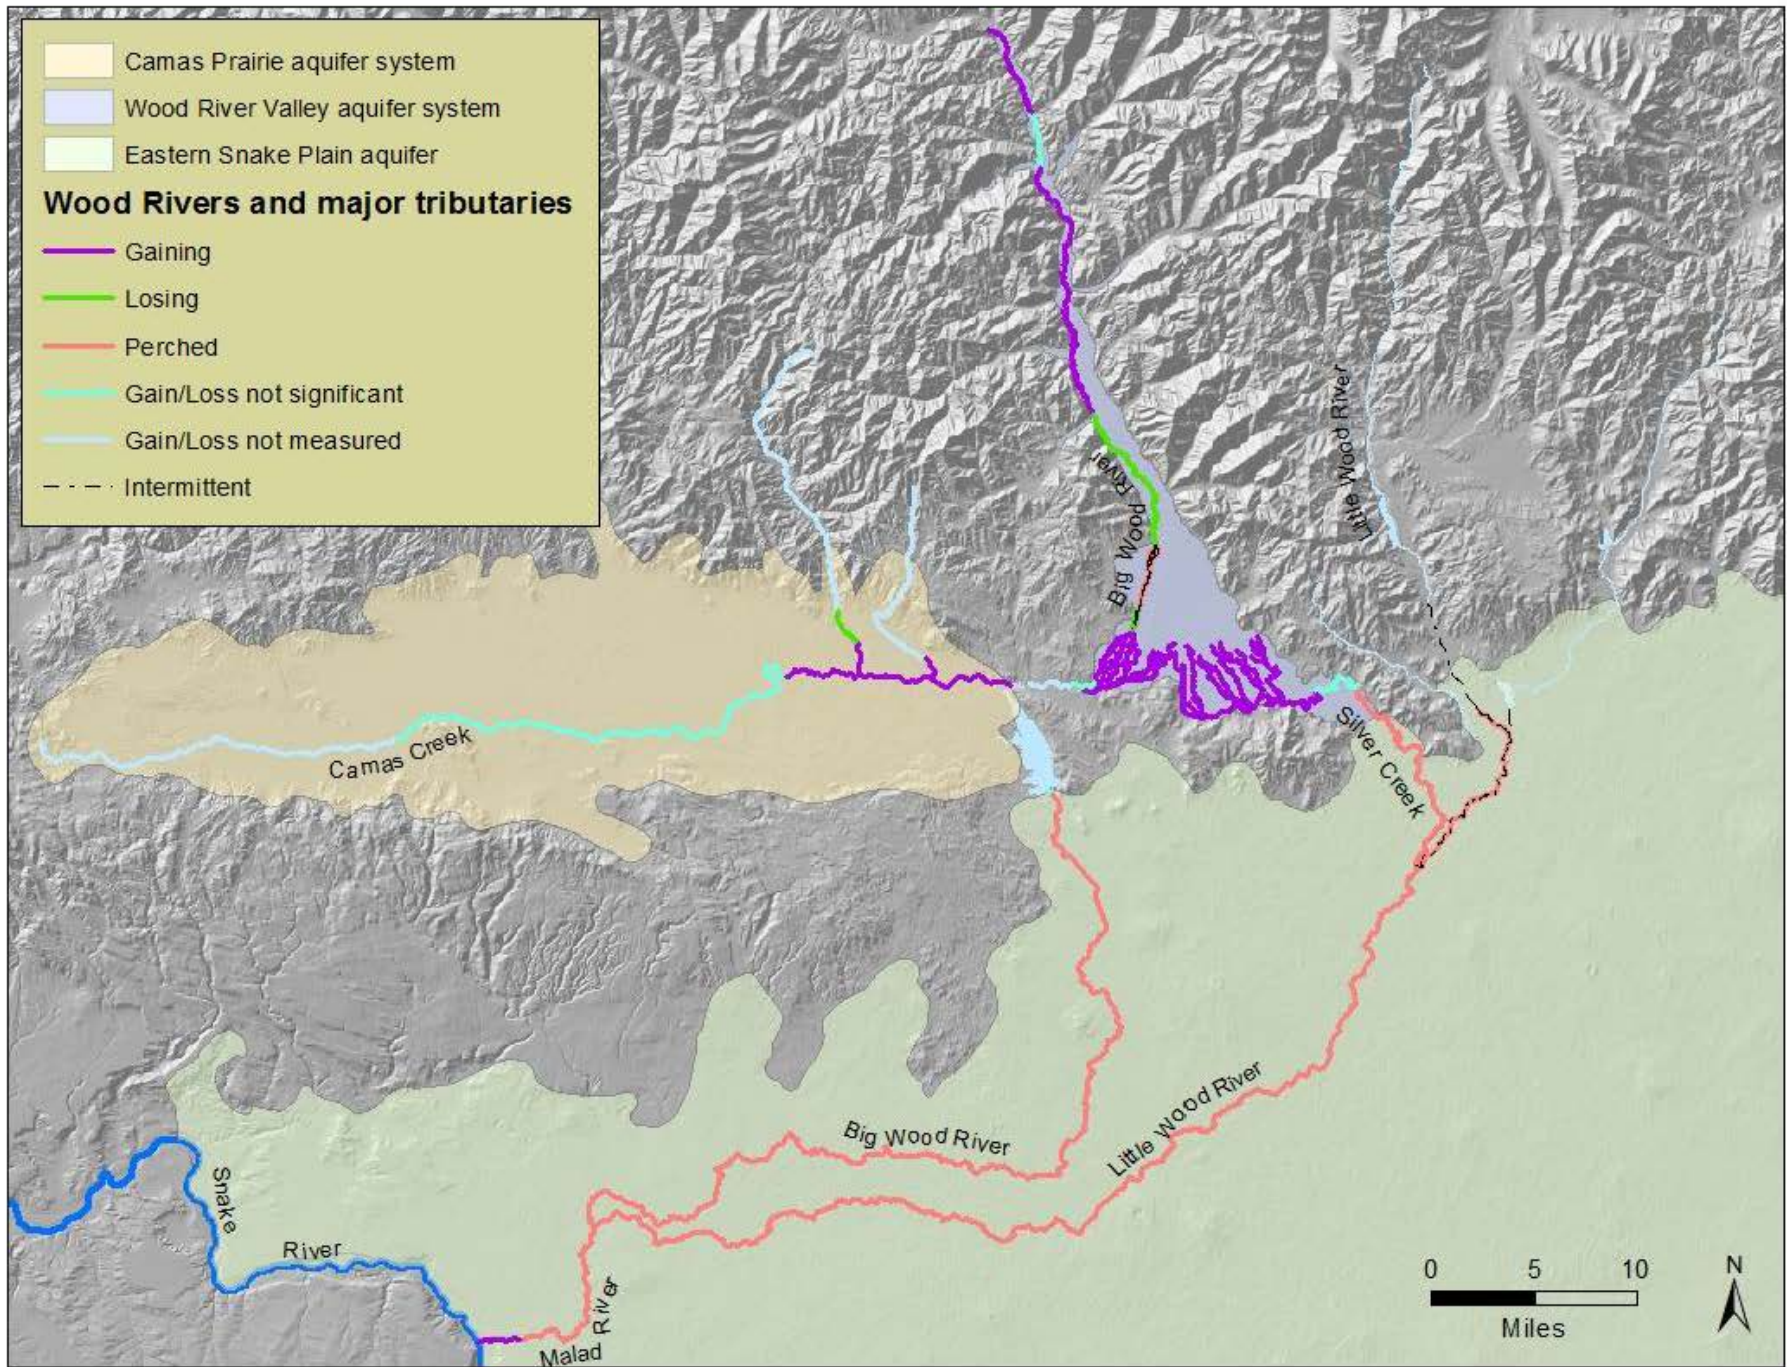 Camas Prairie aquifer system
Wood River Valley aquifer system
Eastern Snake Plain aquifer
Wood Rivers and major tributaries
Gaining
Losing
Perched
Gain/Loss not significant
Gain/Loss not measured
Intermittent
Little Wood River
Big Wood River
Camas Creek
Silver Creek
Big Wood River
Little Wood River
Snake
River
Malad
River
0 5 10
Miles
N